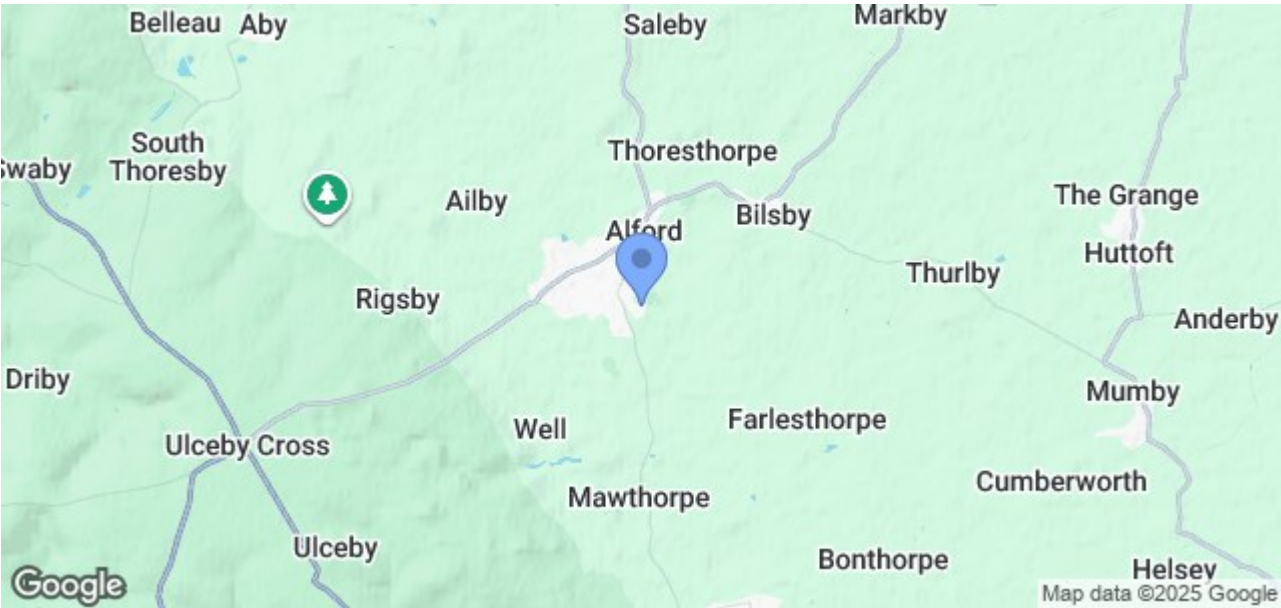 Belleau
Aby
Saleby
Markby
South
Thoresby
Swaby
Thoresthorpe
Ailby
The Grange
Bilsby
Alford
Huttoft
Thurlby
Rigsby
Anderby
Driby
Mumby
Farlesthorpe
Well
Ulceby Cross
Cumberworth
Mawthorpe
Ulceby
Bonthorpe
Helsey
Google
Map data ©2025 Google